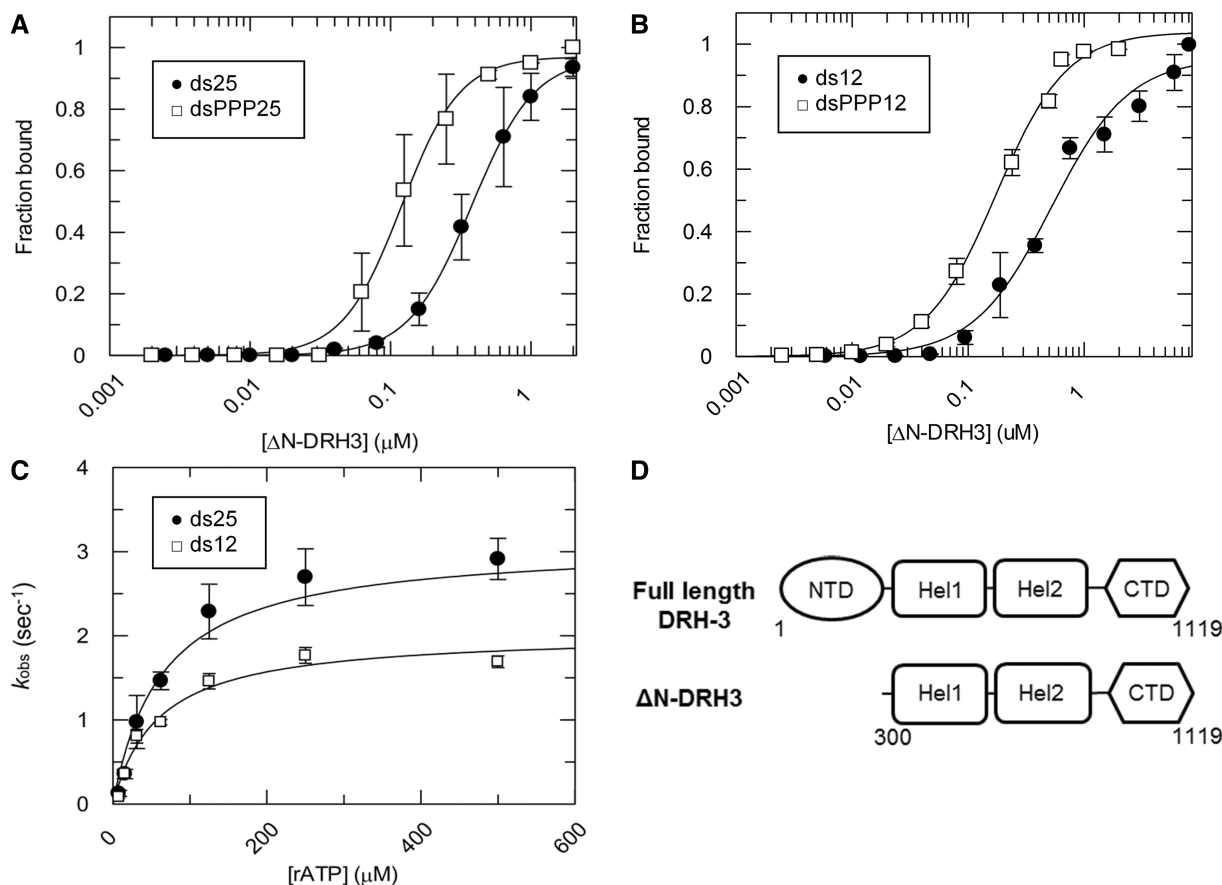 A
1
0.8
0.6
0.4
0.2
0
Fraction bound
ds25
dsPPP25
0.001
0.01
0.1
1
[ΔN-DRH3] (μM)
B
1
0.8
0.6
0.4
0.2
0
Fraction bound
ds12
dsPPP12
0.001
0.01
0.1
1
[ΔN-DRH3] (uM)
C
4
3
2
1
0
kobs (sec-1)
ds25
ds12
0
200
400
600
[rATP] (μM)
D
Full length
DRH-3
NTD
Hel1
Hel2
CTD
1
1119
ΔN-DRH3
Hel1
Hel2
CTD
300
1119